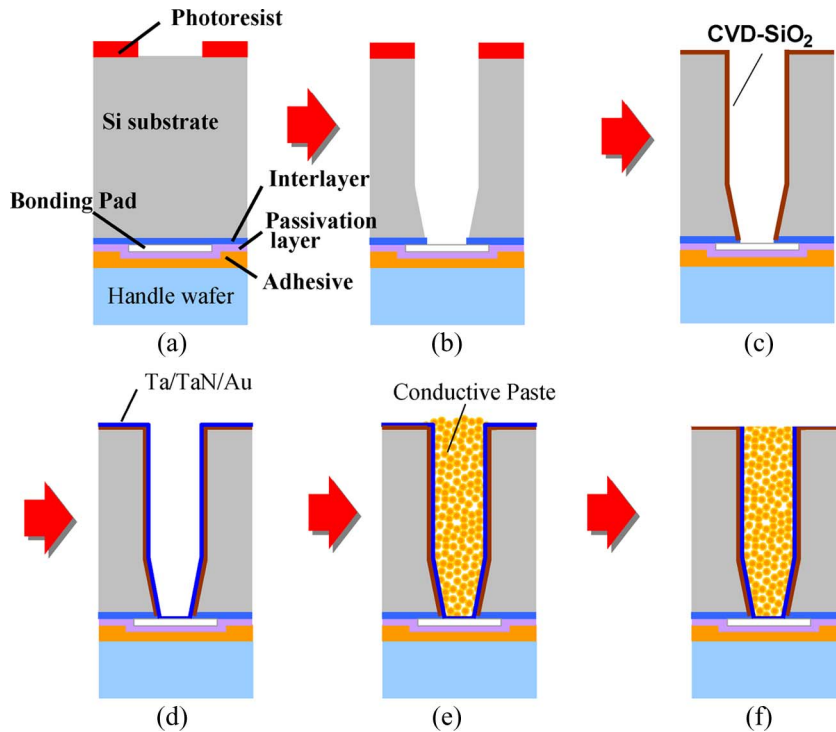 Photoresist
Si substrate
Bonding Pad
Interlayer
Passivation
layer
Adhesive
Handle wafer
CVD-SiO₂
(a)
(b)
(c)
Ta/TaN/Au
Conductive Paste
(d)
(e)
(f)